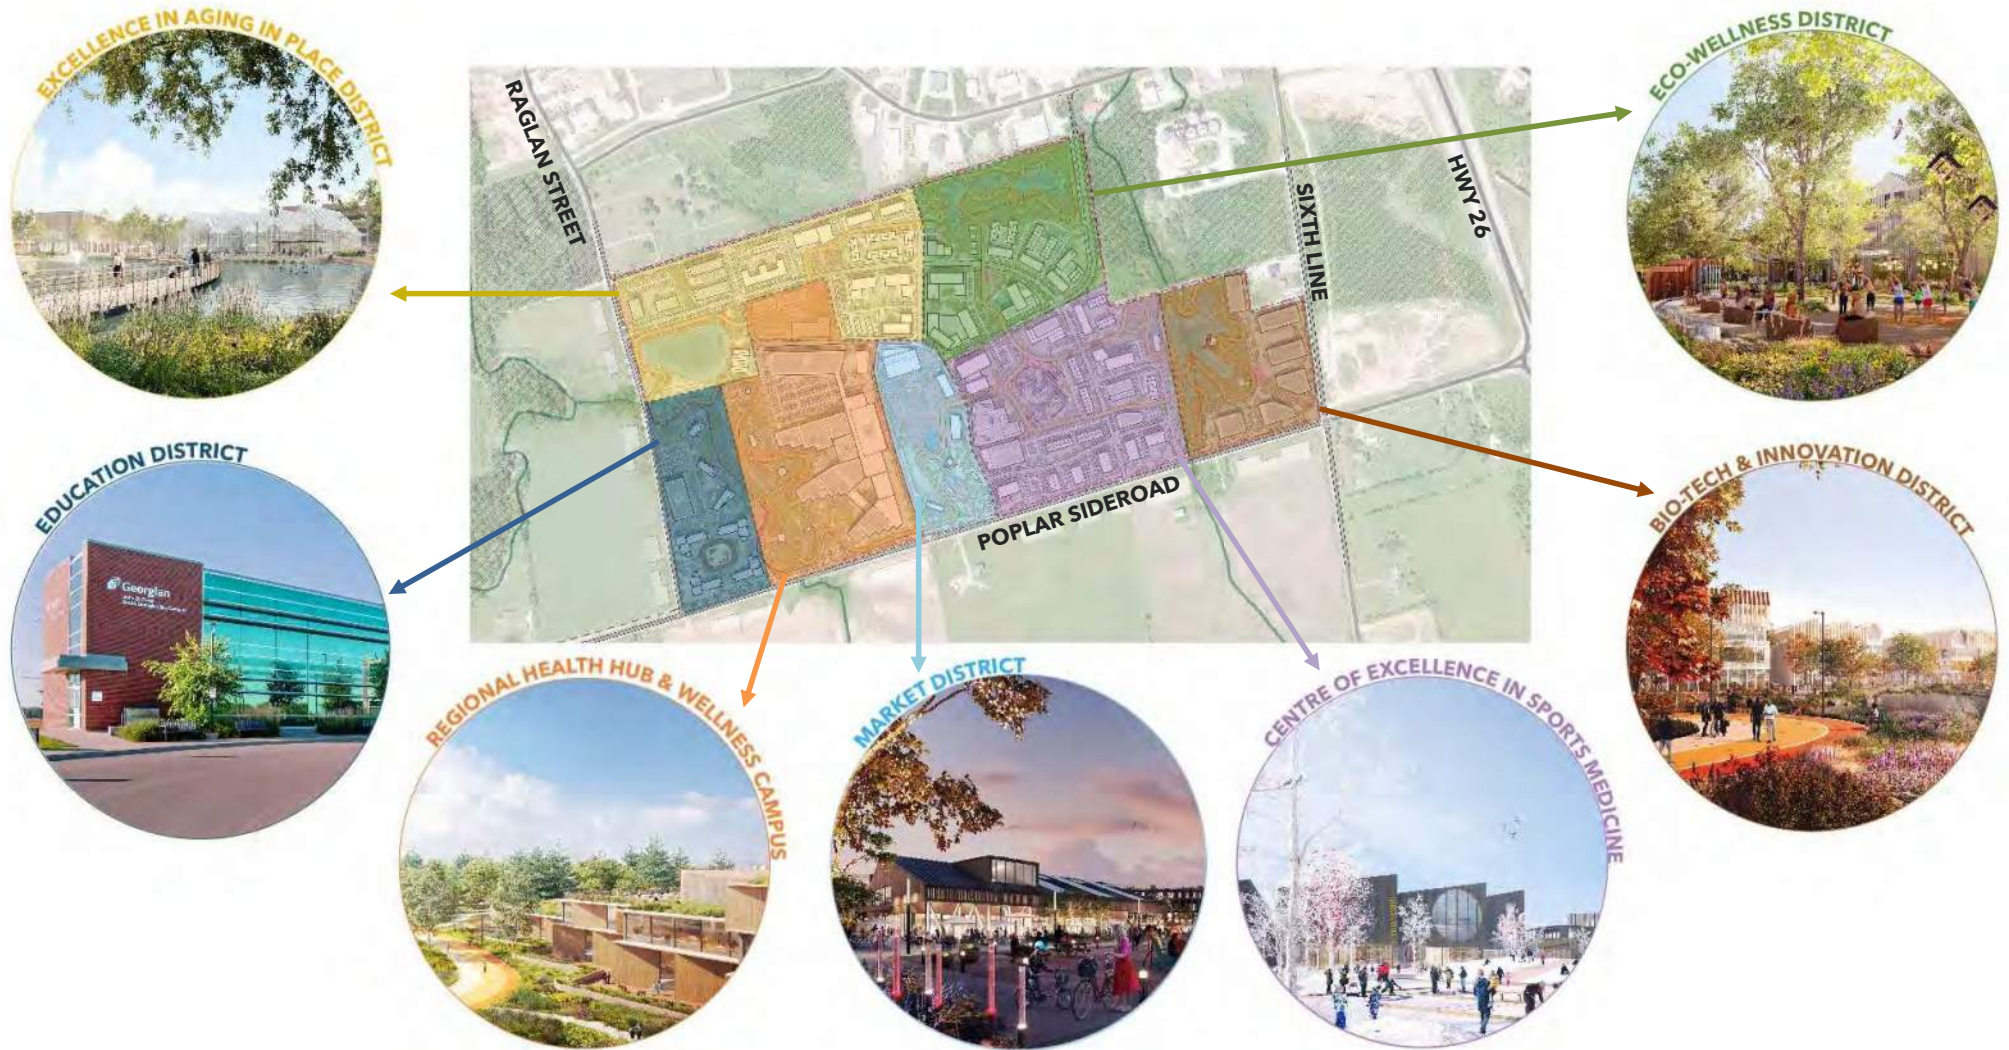 EXCELLENCE IN AGING IN PLACE DISTRICT
ECO-WELLNESS DISTRICT
RAGLAN STREET
SIXTH LINE
HWY 26
EDUCATION DISTRICT
Georgian
POPLAR SIDEROAD
BIO-TECH & INNOVATION DISTRICT
REGIONAL HEALTH HUB & WELLNESS CAMPUS
MARKET DISTRICT
CENTRE OF EXCELLENCE IN SPORTS MEDICINE